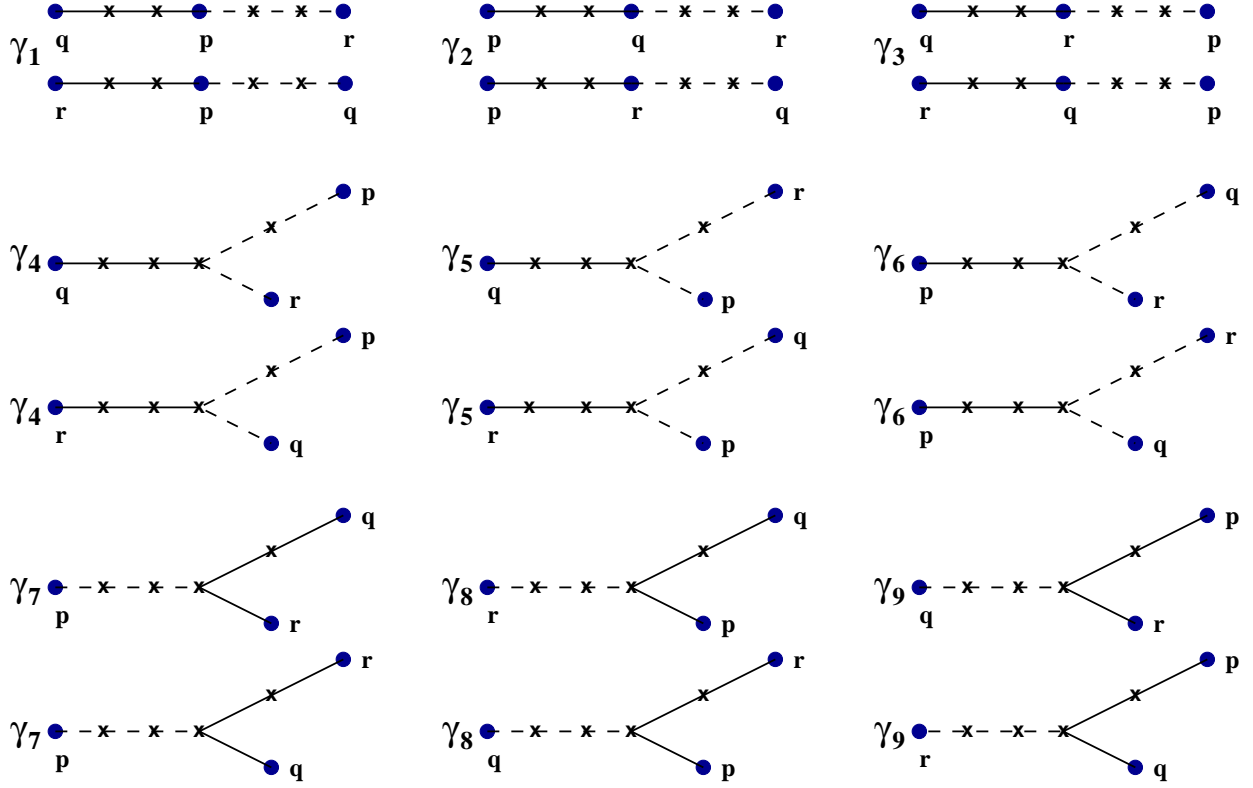 q p r p q r q r p
γ1 γ2 γ3
r p q p r q r q p
p r q
γ4 γ5 γ6
q r q p p r
p q r
γ4 γ5 γ6
r q r p p q
q q p
γ7 γ8 γ9
p r r p q r
r r p
γ7 γ8 γ9
p q q p r q